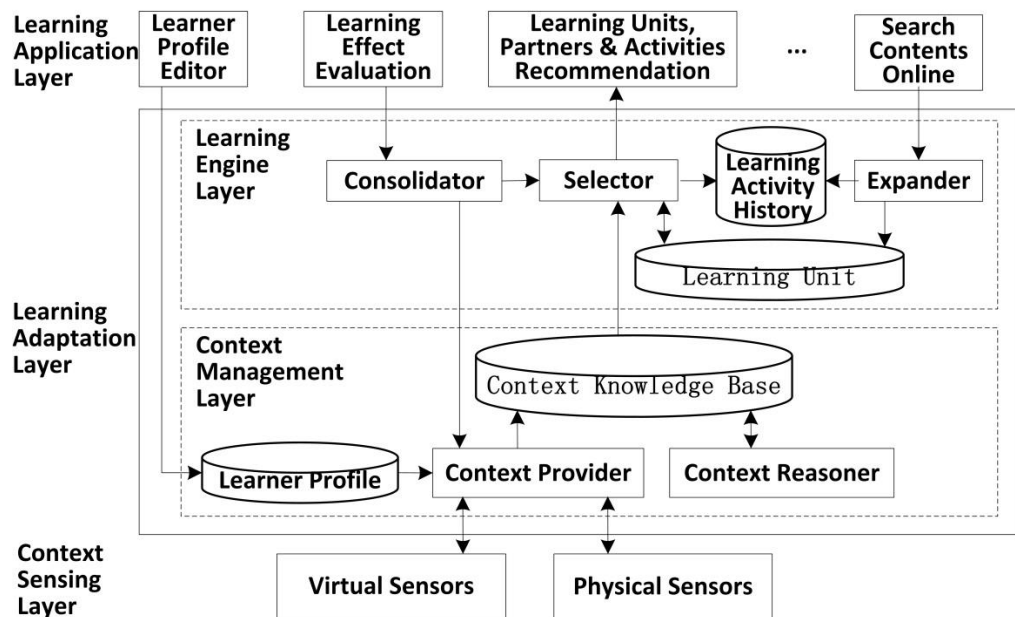 Learning
Application
Layer
Learner
Profile
Editor
Learning
Effect
Evaluation
Learning Units,
Partners & Activities
Recommendation
...
Search
Contents
Online
Learning
Engine
Layer
Consolidator
Selector
Learning
Activity
History
Expander
Learning Unit
Learning
Adaptation
Layer
Context
Management
Layer
Context Knowledge Base
Learner Profile
Context Provider
Context Reasoner
Context
Sensing
Layer
Virtual Sensors
Physical Sensors